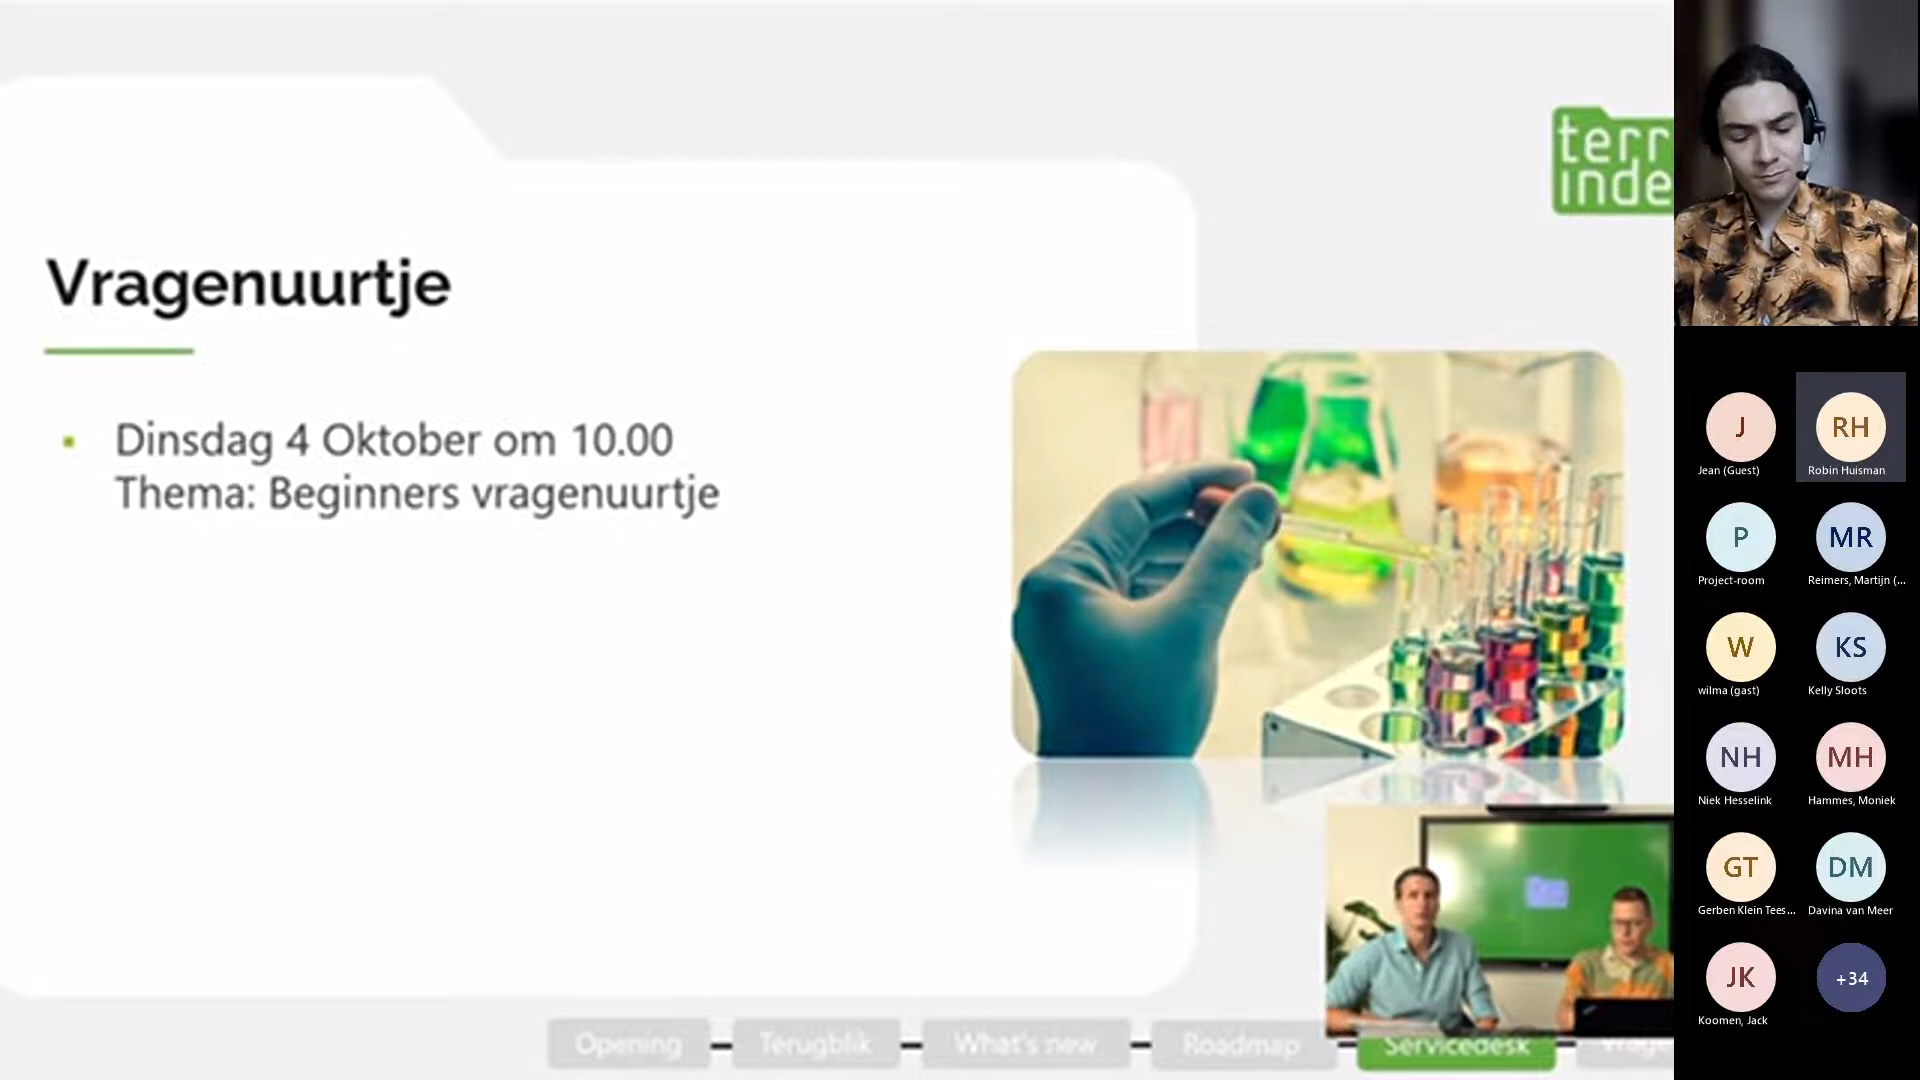 terr
inde
Vragenuurtje
Dinsdag 4 Oktober om 10.00
Thema: Beginners vragenuurtje
Opening
Terugblik
What's new
Roadmap
Servicedesk
J
Jean (Guest)
RH
Robin Huisman
P
Project-room
MR
Reimers, Martijn (...
W
wilma (gast)
KS
Kelly Sloots
NH
Niek Hesselink
MH
Hammes, Moniek
GT
Gerben Klein Tees...
DM
Davina van Meer
JK
Koomen, Jack
+34